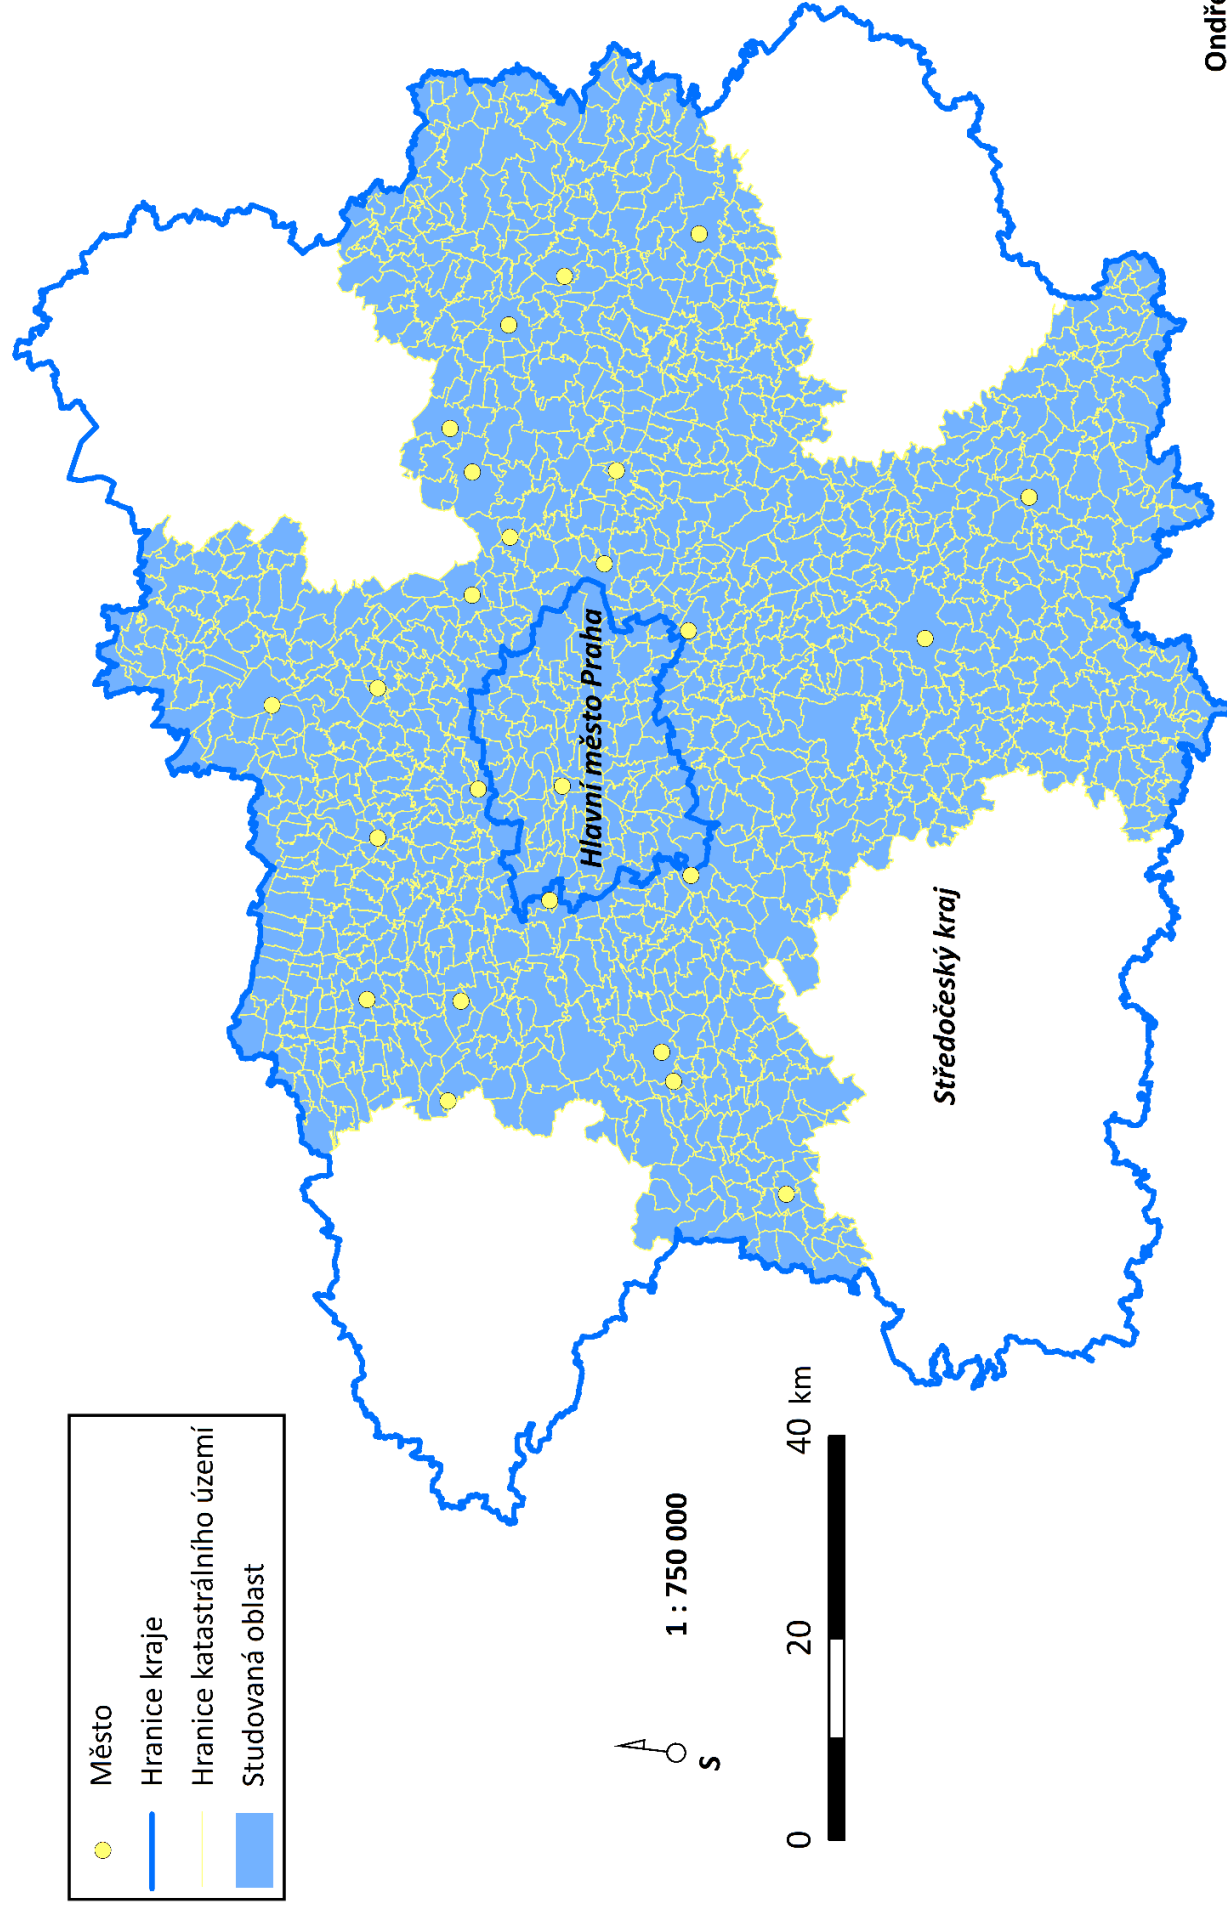 Město
Hranice kraje
Hranice katastrálního území
Studovaná oblast
Hlavní město Praha
Středočeský kraj
1 : 750 000
S
0 20 40 km
Ondře